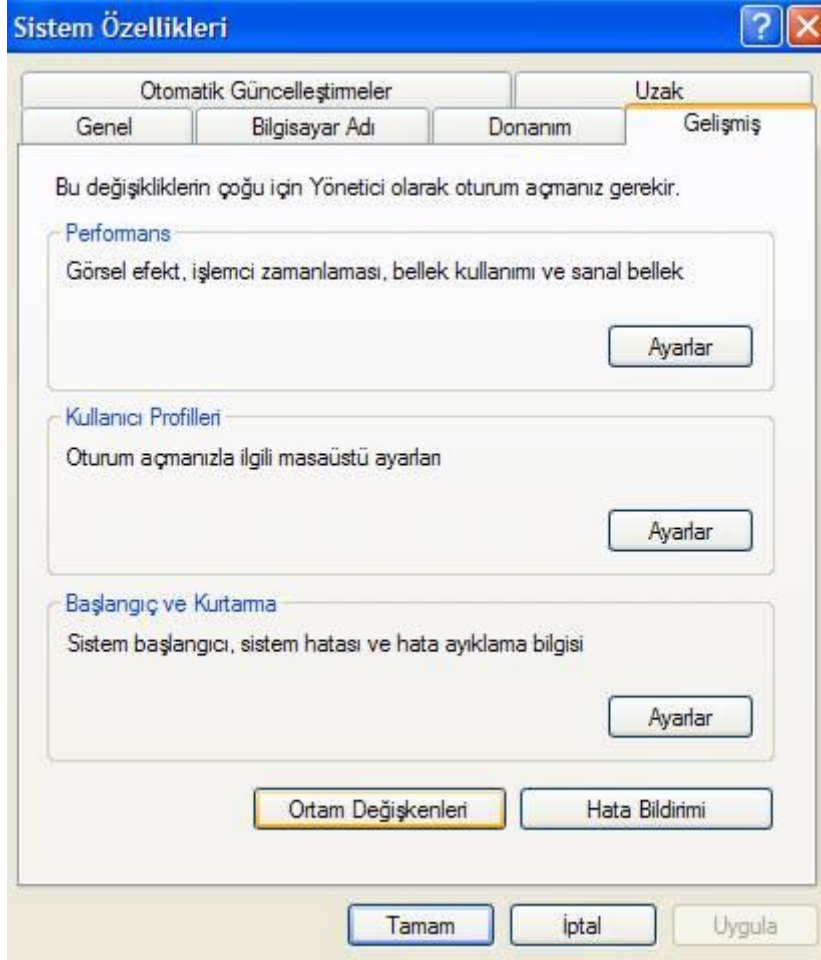 Sistem Özellikleri
Otomatik Güncelleştirmeler
Uzak
Genel
Bilgisayar Adı
Donanım
Gelişmiş
Bu değişikliklerin çoğu için Yönetici olarak oturum açmanız gerekir.
Performans
Görsel efekt, işlemci zamanlaması, bellek kullanımı ve sanal bellek
Ayarlar
Kullanıcı Profilleri
Oturum açmanızla ilgili masaüstü ayarları
Ayarlar
Başlangıç ve Kurtarma
Sistem başlangıcı, sistem hatası ve hata ayıklama bilgisi
Ayarlar
Ortam Değişkenleri
Hata Bildirimi
Tamam
İptal
Uygula